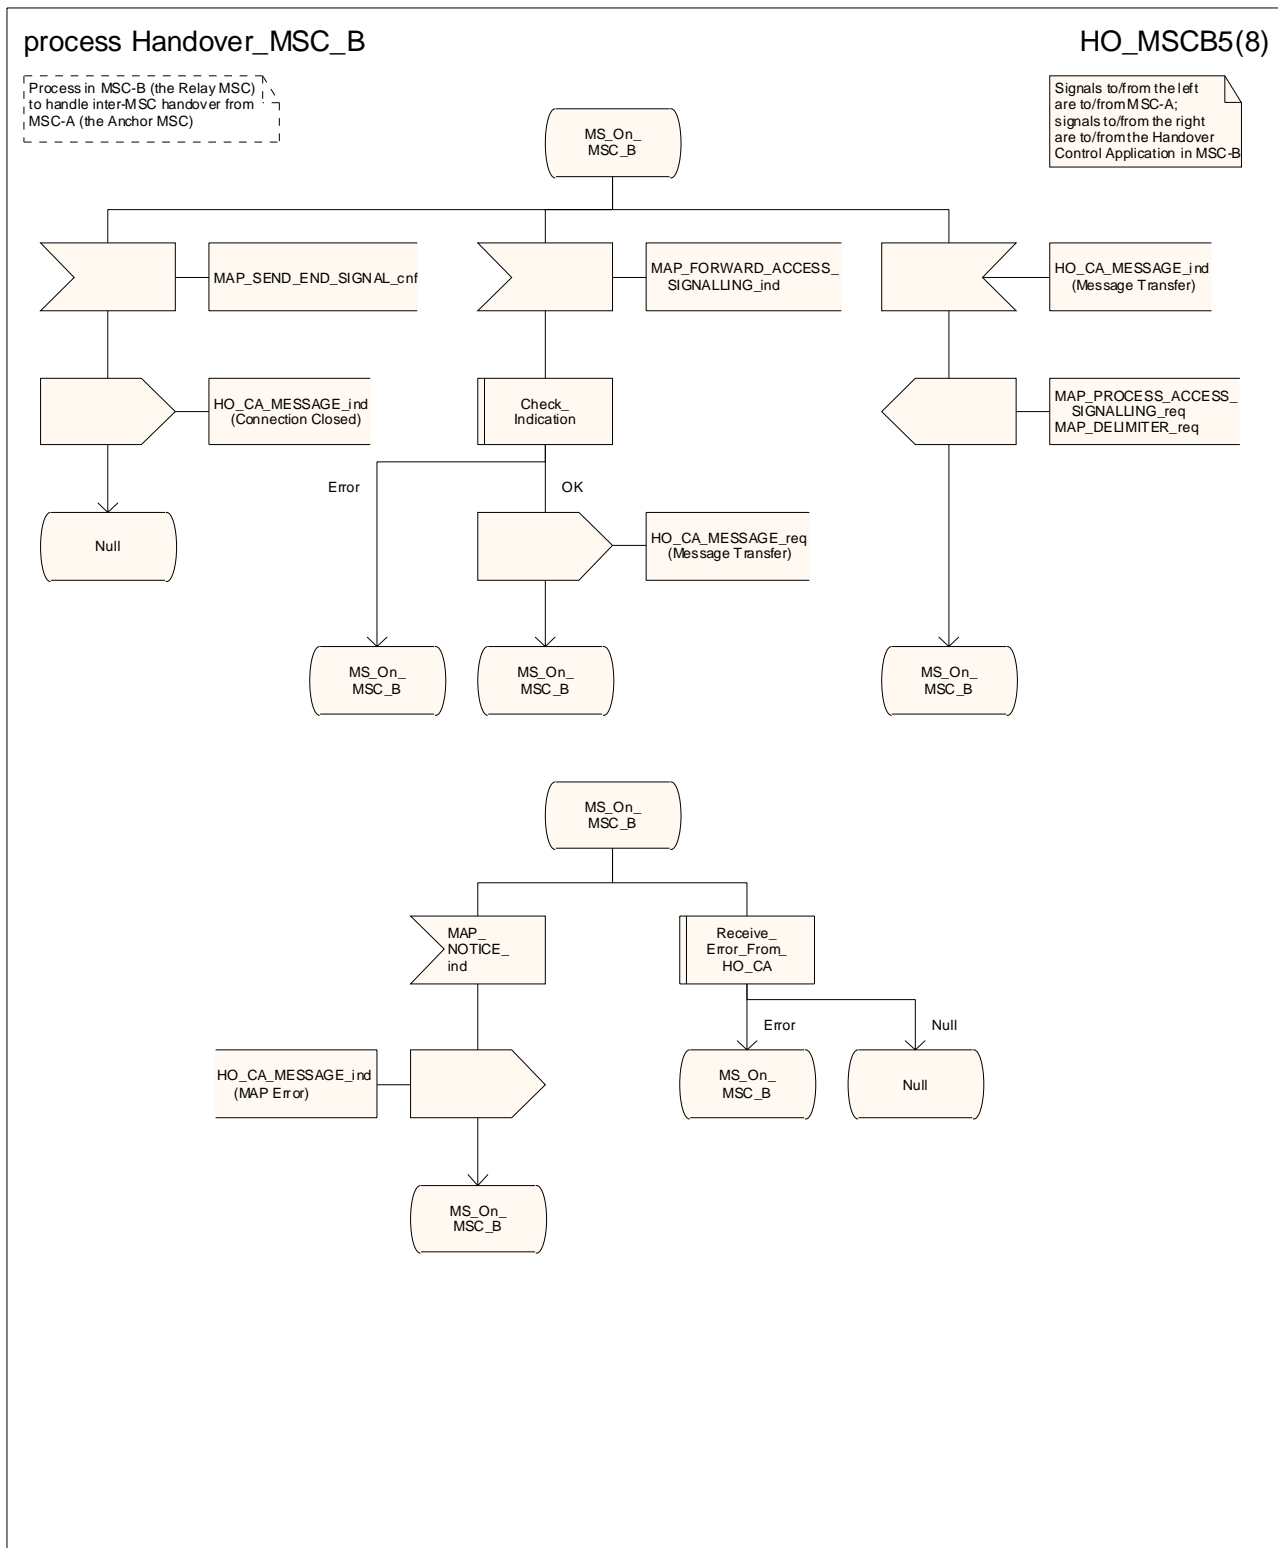 process Handover_MSC_B
HO_MSCB5(8)
Process in MSC-B (the Relay MSC)
to handle inter-MSC handover from
MSC-A (the Anchor MSC)
Signals to/from the left
are to/from MSC-A;
signals to/from the right
are to/from the Handover
Control Application in MSC-B
MS_On_
MSC_B
MAP_SEND_END_SIGNAL_cnf
MAP_FORWARD_ACCESS_
SIGNALLING_ind
HO_CA_MESSAGE_ind
(Message Transfer)
HO_CA_MESSAGE_ind
(Connection Closed)
Check_
Indication
MAP_PROCESS_ACCESS_
SIGNALLING_req
MAP_DELIMITER_req
Error
OK
Null
HO_CA_MESSAGE_req
(Message Transfer)
MS_On_
MSC_B
MS_On_
MSC_B
MS_On_
MSC_B
MS_On_
MSC_B
MAP_
NOTICE_
ind
Receive_
Error_From_
HO_CA
Error
Null
HO_CA_MESSAGE_ind
(MAP Error)
MS_On_
MSC_B
Null
MS_On_
MSC_B